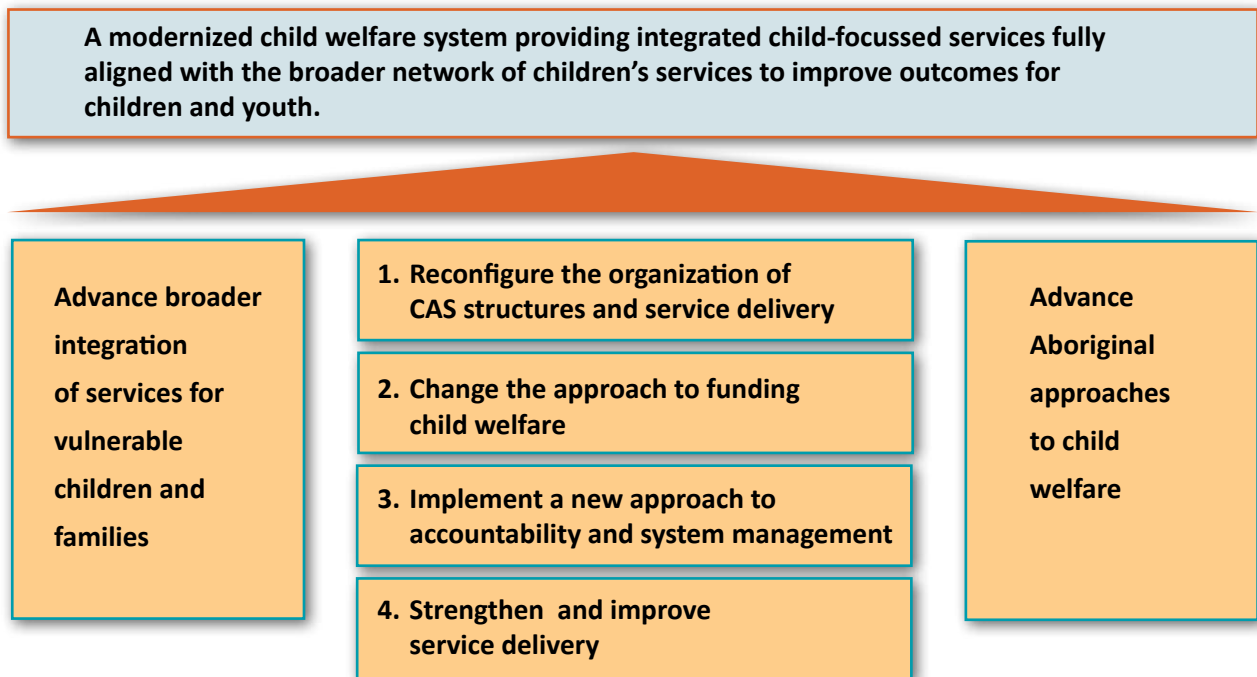 A modernized child welfare system providing integrated child-focussed services fully
aligned with the broader network of children’s services to improve outcomes for
children and youth.
Advance broader
integration
of services for
vulnerable
children and
families
1. Reconfigure the organization of
CAS structures and service delivery
2. Change the approach to funding
child welfare
3. Implement a new approach to
accountability and system management
4. Strengthen  and improve
service delivery
Advance
Aboriginal
approaches
to child
welfare